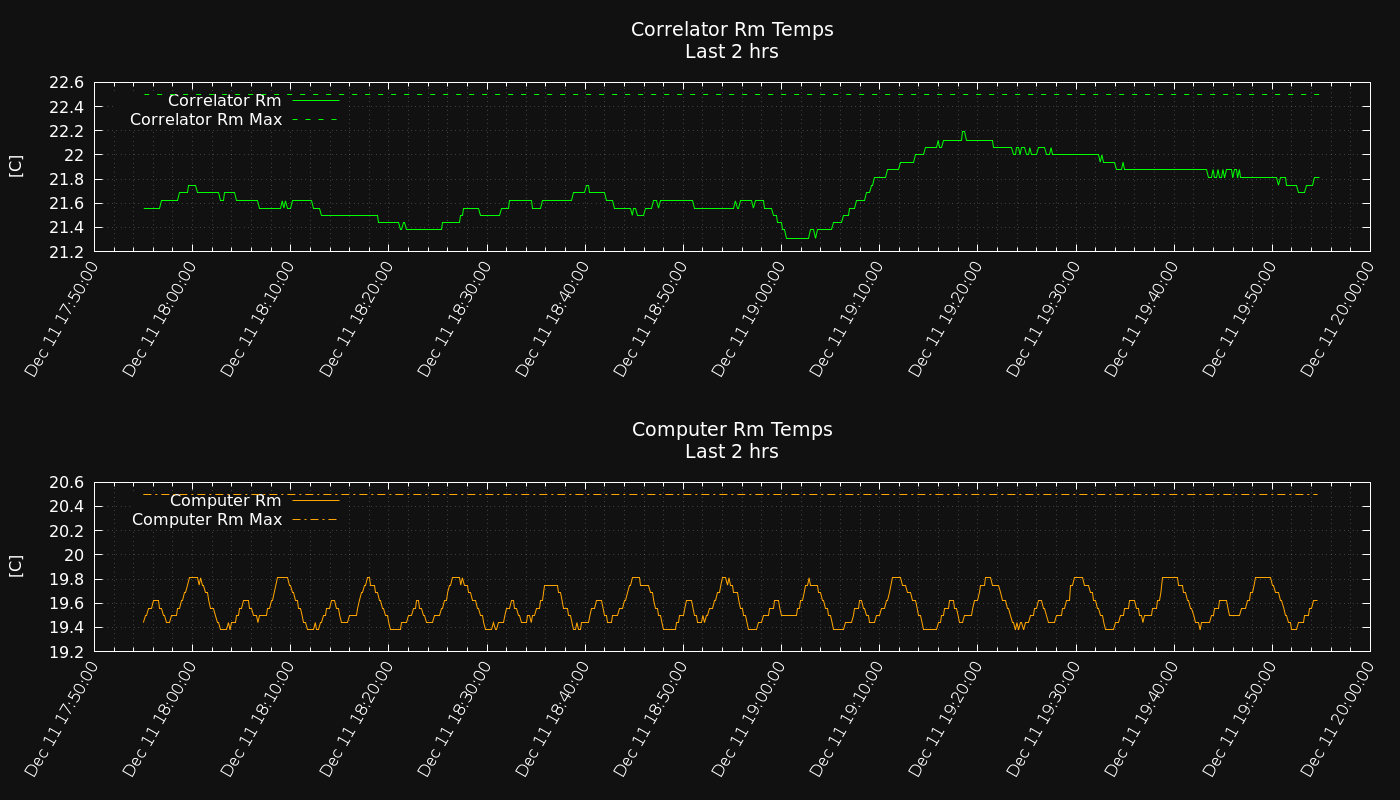 Correlator Rm Temps
Last 2 hrs
22.6
22.4
22.2
22
21.8
21.6
21.4
21.2
[C]
Correlator Rm
Correlator Rm Max
Dec 11 17:50:00
Dec 11 18:00:00
Dec 11 18:10:00
Dec 11 18:20:00
Dec 11 18:30:00
Dec 11 18:40:00
Dec 11 18:50:00
Dec 11 19:00:00
Dec 11 19:10:00
Dec 11 19:20:00
Dec 11 19:30:00
Dec 11 19:40:00
Dec 11 19:50:00
Dec 11 20:00:00
Computer Rm Temps
Last 2 hrs
20.6
20.4
20.2
20
19.8
19.6
19.4
19.2
[C]
Computer Rm
Computer Rm Max
Dec 11 17:50:00
Dec 11 18:00:00
Dec 11 18:10:00
Dec 11 18:20:00
Dec 11 18:30:00
Dec 11 18:40:00
Dec 11 18:50:00
Dec 11 19:00:00
Dec 11 19:10:00
Dec 11 19:20:00
Dec 11 19:30:00
Dec 11 19:40:00
Dec 11 19:50:00
Dec 11 20:00:00